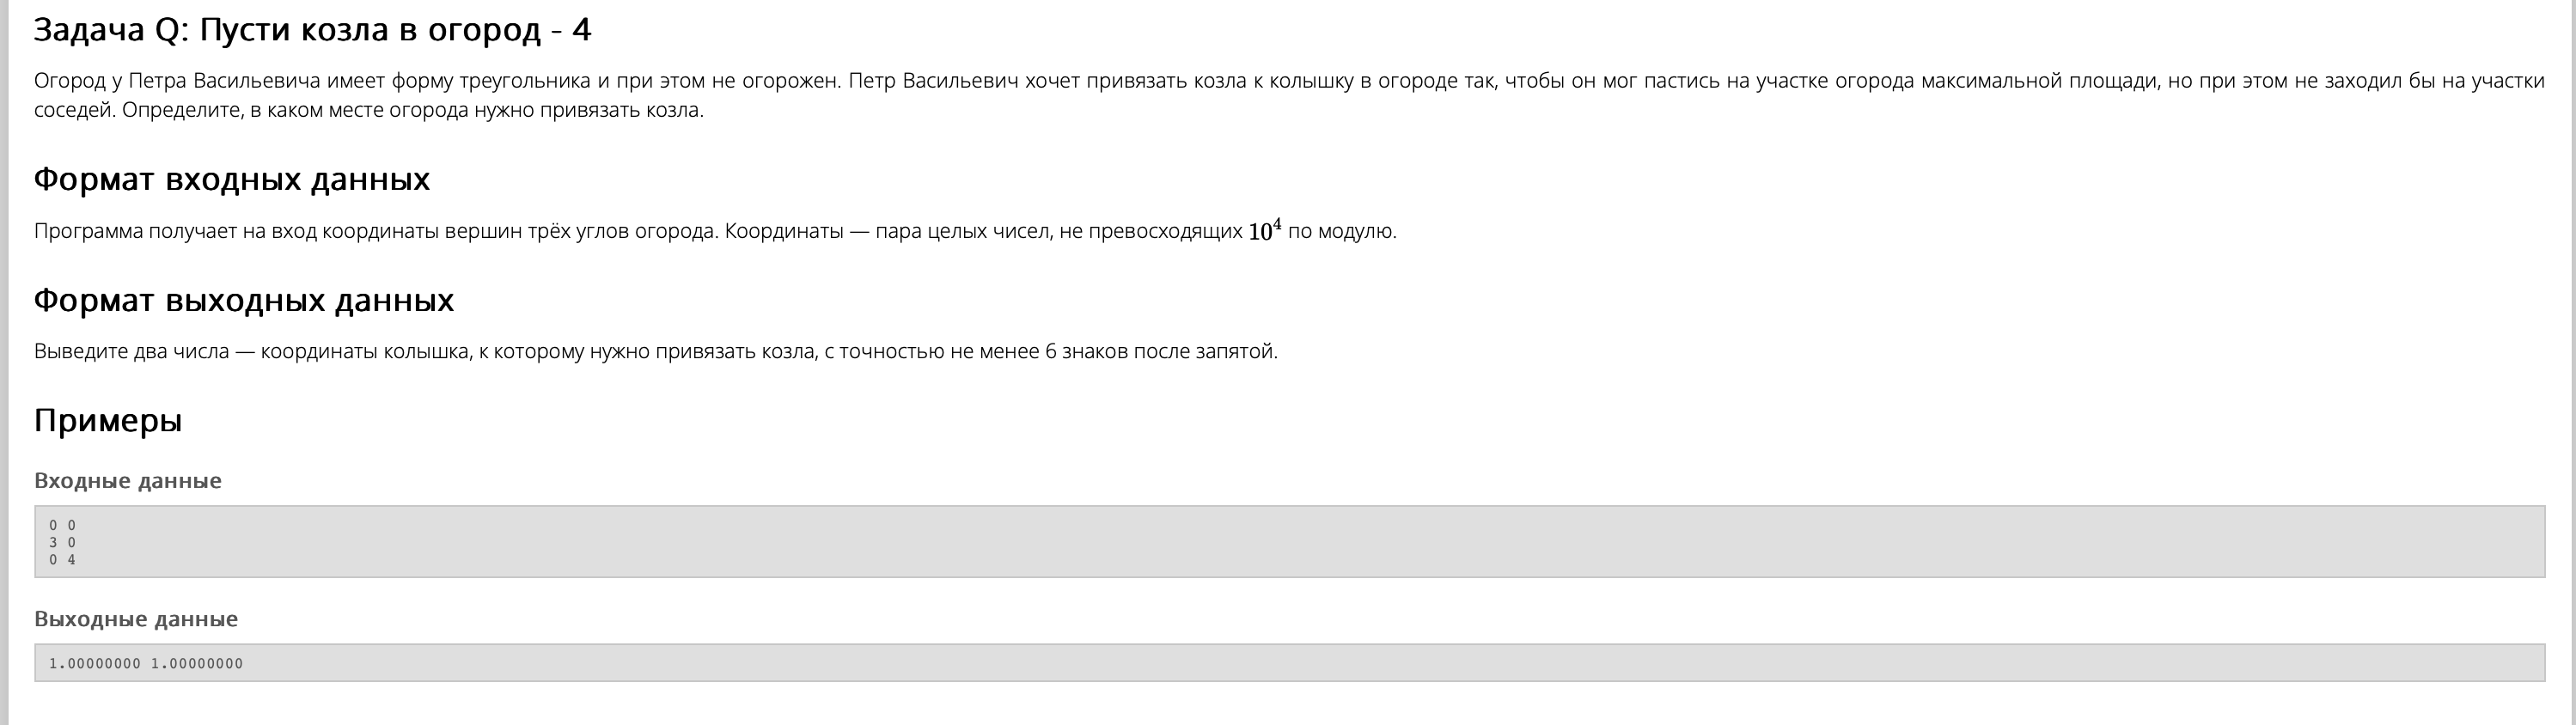 Задача Q: Пусти козла в огород - 4
Огород у Петра Васильевича имеет форму треугольника и при этом не огорожен. Петр Васильевич хочет привязать козла к колышку в огороде так, чтобы он мог пастись на участке огорода максимальной площади, но при этом не заходил бы на участки
соседей. Определите, в каком месте огорода нужно привязать козла.
Формат входных данных
Программа получает на вход координаты вершин трёх углов огорода. Координаты — пара целых чисел, не превосходящих 10⁴ по модулю.
Формат выходных данных
Выведите два числа — координаты колышка, к которому нужно привязать козла, с точностью не менее 6 знаков после запятой.
Примеры
Входные данные
0 0
3 0
0 4
Выходные данные
1.00000000 1.00000000